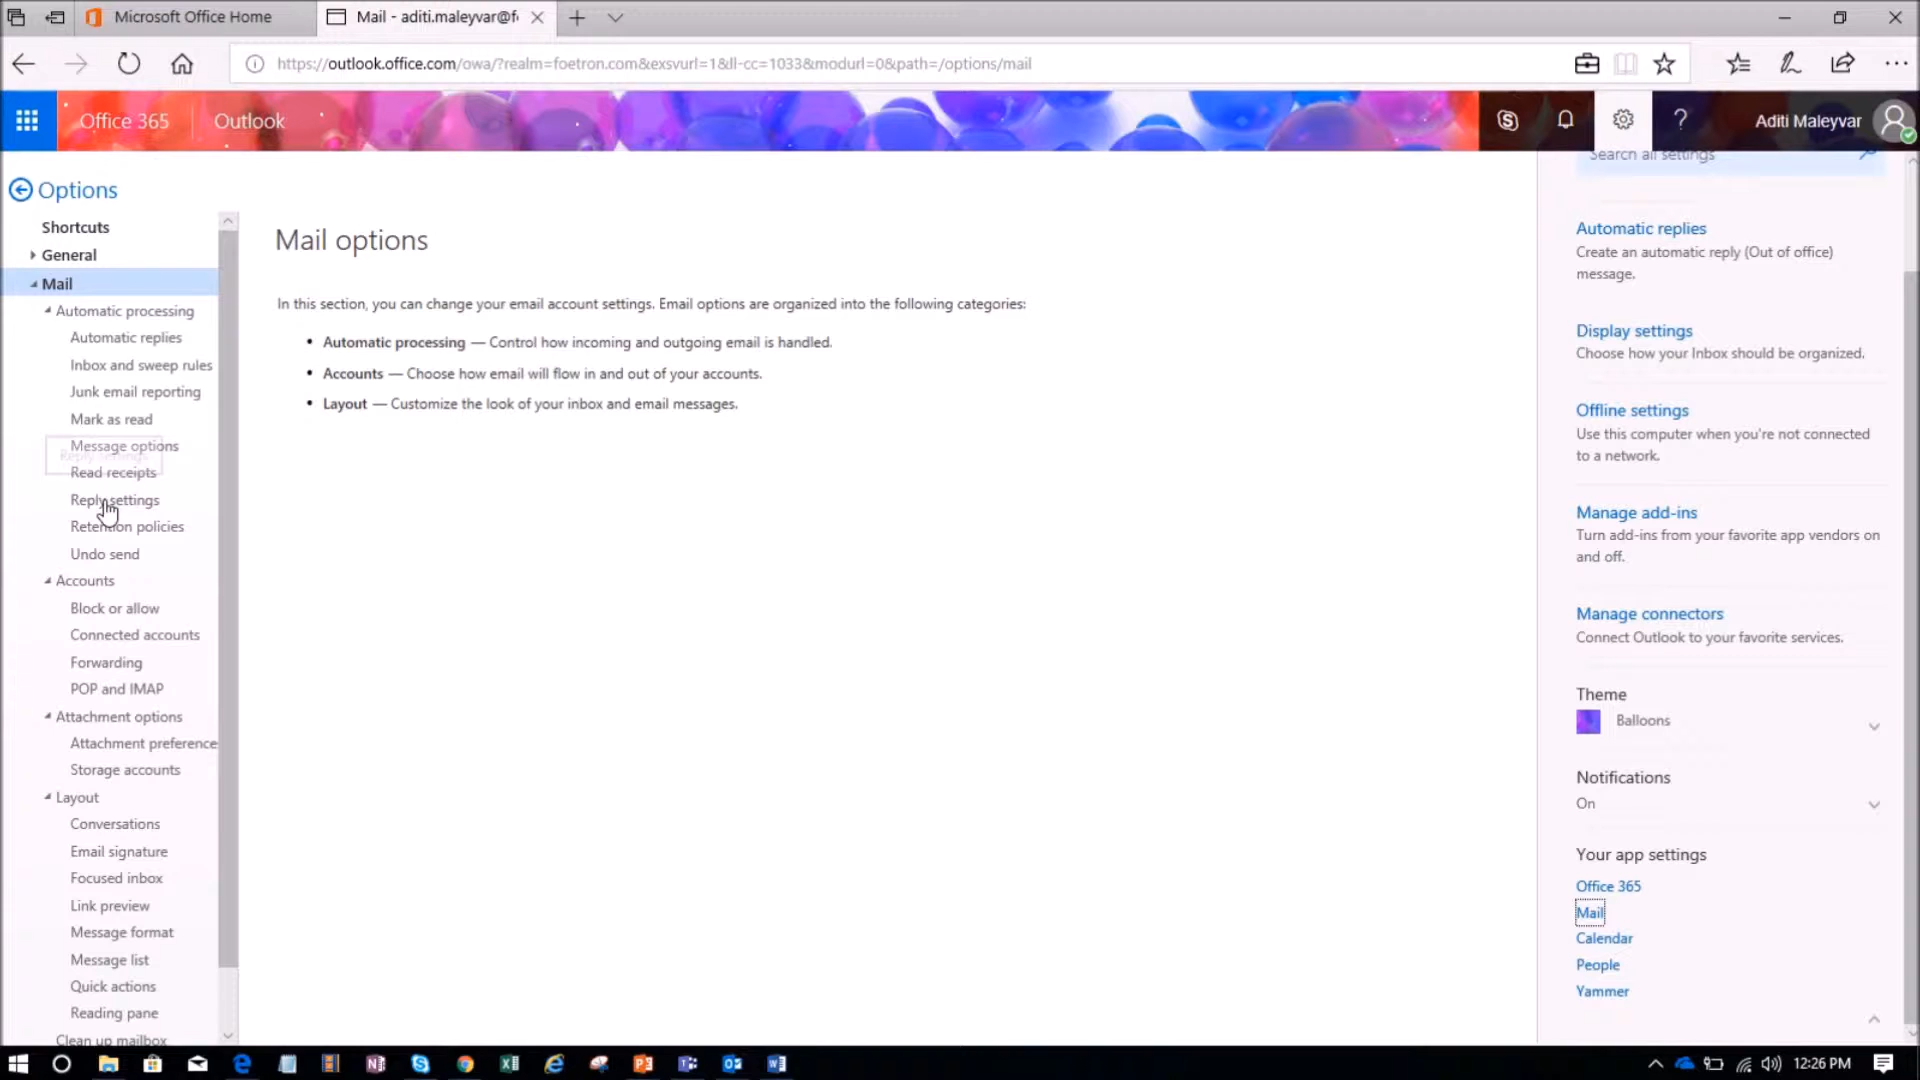 Microsoft Office Home
Mail - aditi.maleyvar@f
https://outlook.office.com/owa/?realm=foetron.com&exsvurl=1&ll-cc=1033&modurl=0&path=/options/mail
Office 365
Outlook
?
Aditi Maleyvar
Options
Shortcuts
General
Mail
Automatic processing
Automatic replies
Inbox and sweep rules
Junk email reporting
Mark as read
Message options
Reply settings
Read receipts
Reply settings
Retention policies
Undo send
Accounts
Block or allow
Connected accounts
Forwarding
POP and IMAP
Attachment options
Attachment preference
Storage accounts
Layout
Conversations
Email signature
Focused inbox
Link preview
Message format
Message list
Quick actions
Reading pane
Clean up mailbox
Mail options
In this section, you can change your email account settings. Email options are organized into the following categories:
• Automatic processing — Control how incoming and outgoing email is handled.
• Accounts — Choose how email will flow in and out of your accounts.
• Layout — Customize the look of your inbox and email messages.
Search all settings
Automatic replies
Create an automatic reply (Out of office)
message.
Display settings
Choose how your Inbox should be organized.
Offline settings
Use this computer when you're not connected
to a network.
Manage add-ins
Turn add-ins from your favorite app vendors on
and off.
Manage connectors
Connect Outlook to your favorite services.
Theme
Balloons
Notifications
On
Your app settings
Office 365
Mail
Calendar
People
Yammer
12:26 PM